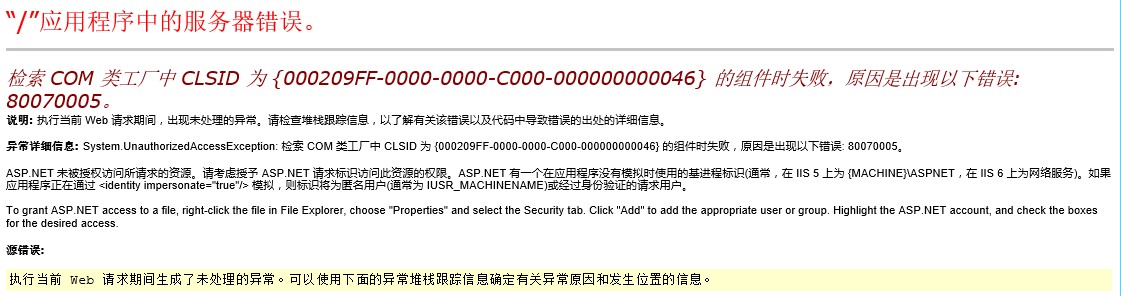 “/”应用程序中的服务器错误。
检索 COM 类工厂中 CLSID 为 {000209FF-0000-0000-C000-000000000046} 的组件时失败，原因是出现以下错误:
80070005。
说明: 执行当前 Web 请求期间，出现未处理的异常。请检查堆栈跟踪信息，以了解有关该错误以及代码中导致错误的出处的详细信息。
异常详细信息: System.UnauthorizedAccessException: 检索 COM 类工厂中 CLSID 为 {000209FF-0000-0000-C000-000000000046} 的组件时失败，原因是出现以下错误: 80070005。
ASP.NET 未被授权访问所请求的资源。请考虑授予 ASP.NET 请求标识访问此资源的权限。ASP.NET 有一个在应用程序没有模拟时使用的基进程标识(通常，在 IIS 5 上为 {MACHINE}\ASPNET，在 IIS 6 上为网络服务)。如果
应用程序正在通过 <identity impersonate="true"/> 模拟，则标识将为匿名用户(通常为 IUSR_MACHINENAME)或经过身份验证的请求用户。
To grant ASP.NET access to a file, right-click the file in File Explorer, choose "Properties" and select the Security tab. Click "Add" to add the appropriate user or group. Highlight the ASP.NET account, and check the boxes
for the desired access.
源错误:
执行当前 Web 请求期间生成了未处理的异常。可以使用下面的异常堆栈跟踪信息确定有关异常原因和发生位置的信息。